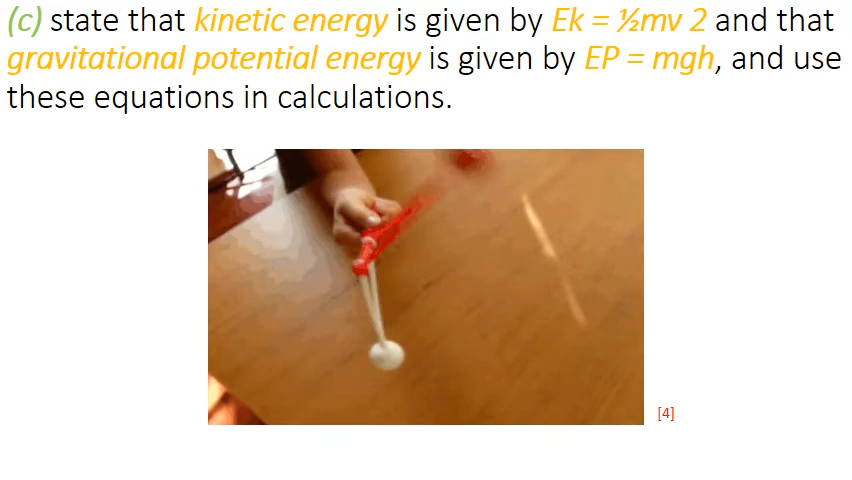 (c) state that kinetic energy is given by Ek = ½mv 2 and that
gravitational potential energy is given by EP = mgh, and use
these equations in calculations.
[4]